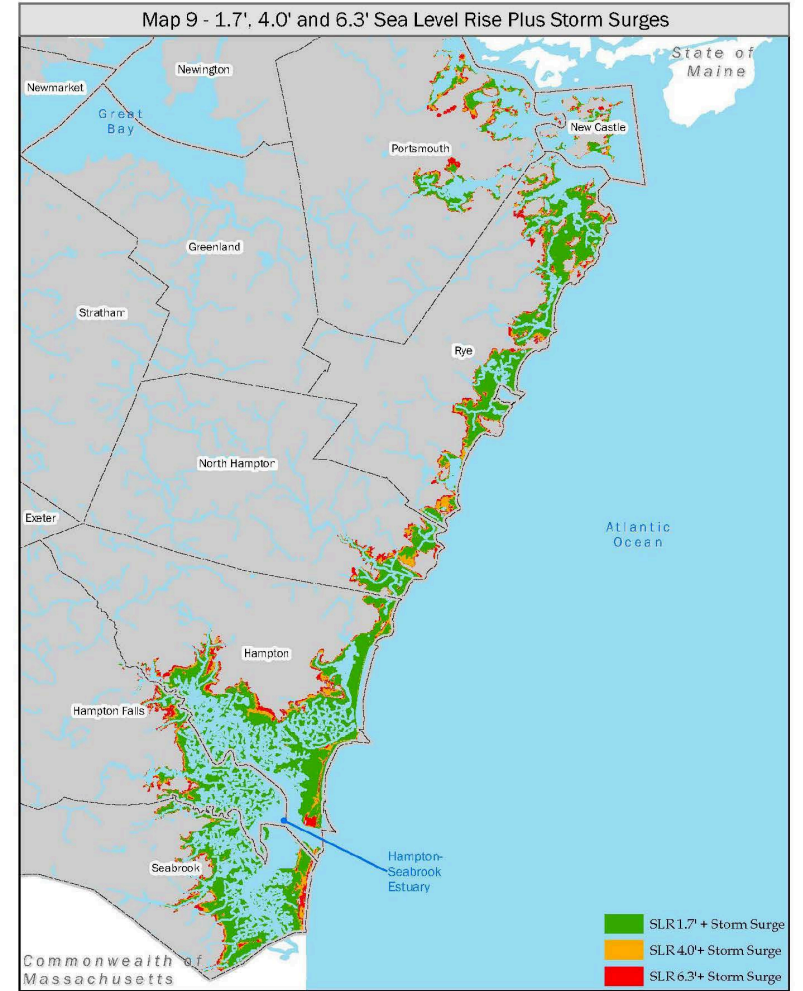 Map 9 - 1.7', 4.0' and 6.3' Sea Level Rise Plus Storm Surges
State of
Maine
Newington
Newmarket
Great
Bay
New Castle
Portsmouth
Greenland
Stratham
Rye
North Hampton
Exeter
Atlantic
Ocean
Hampton
Hampton Falls
Hampton-
Seabrook
Estuary
Seabrook
SLR 1.7' + Storm Surge
SLR 4.0'+ Storm Surge
SLR 6.3'+ Storm Surge
Commonwealth of
Massachusetts